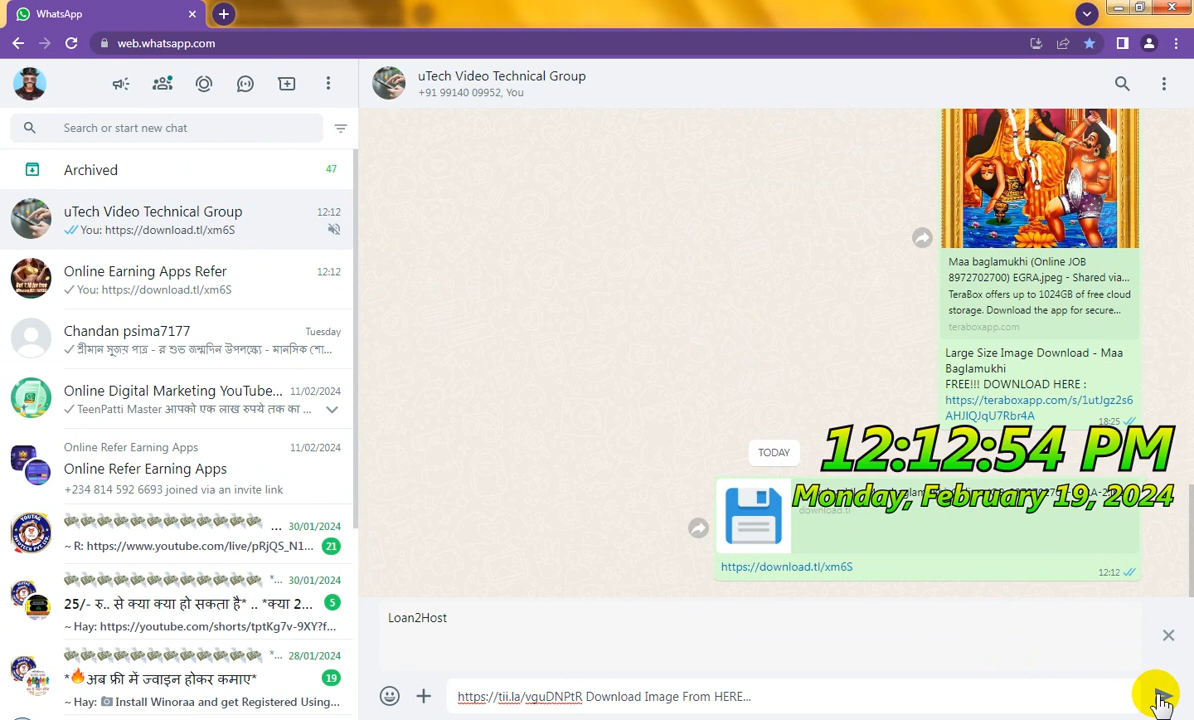 WhatsApp
web.whatsapp.com
Search or start new chat
Archived
47
uTech Video Technical Group
12:12
You: https://download.tl/xm6S
Online Earning Apps Refer
12:12
You: https://download.tl/xm6S
Chandan psima7177
Tuesday
श्रीमান সুজয় পাত্র - র শুভ জন্মদিন উপলক্ষ্যে - মানসিক শো...
Online Digital Marketing YouTube...
11/02/2024
TeenPatti Master आपको एक लाख रुपये तक का ...
Online Refer Earning Apps
11/02/2024
Online Refer Earning Apps
+234 814 592 6693 joined via an invite link
... 30/01/2024
~ R: https://www.youtube.com/live/pRjQS_N1...
21
*... 30/01/2024
25/- रु.. से क्या क्या हो सकता है* .. *क्या 2...
5
~ Hay: https://youtube.com/shorts/tptKg7v-9XY?f...
*... 28/01/2024
*🔥अब फ्री में ज्वाइन होकर कमाए*
19
~ Hay: 📷 Install Winoraa and get Registered Using...
uTech Video Technical Group
+91 99140 09952, You
Maa baglamukhi (Online JOB
8972702700) EGRA.jpeg - Shared via...
TeraBox offers up to 1024GB of free cloud
storage. Download the app for secure...
teraboxapp.com
Large Size Image Download - Maa
Baglamukhi
FREE!!! DOWNLOAD HERE :
https://teraboxapp.com/s/1utJgz2s6
AHJIQJqU7Rbr4A
18:25
TODAY
12:12:54 PM
Monday, February 19, 2024
https://download.tl/xm6S
12:12
Loan2Host
https://tii.la/vguDNPtR Download Image From HERE...